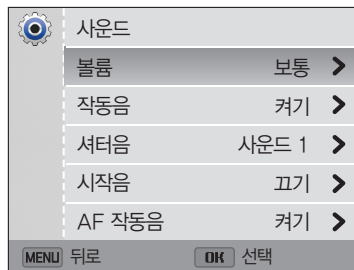 사운드
볼륨 보통
작동음 켜기
셔터음 사운드 1
시작음 끄기
AF 작동음 켜기
MENU 뒤로 OK 선택